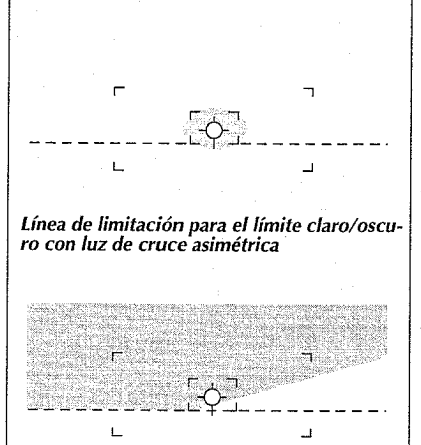 Línea de limitación para el límite claro/oscu-
ro con luz de cruce asimétrica